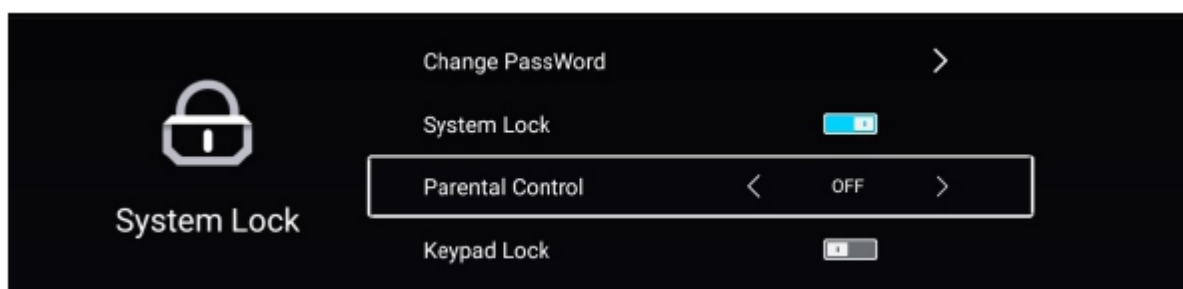 Change PassWord
System Lock
Parental Control OFF
System Lock
Keypad Lock